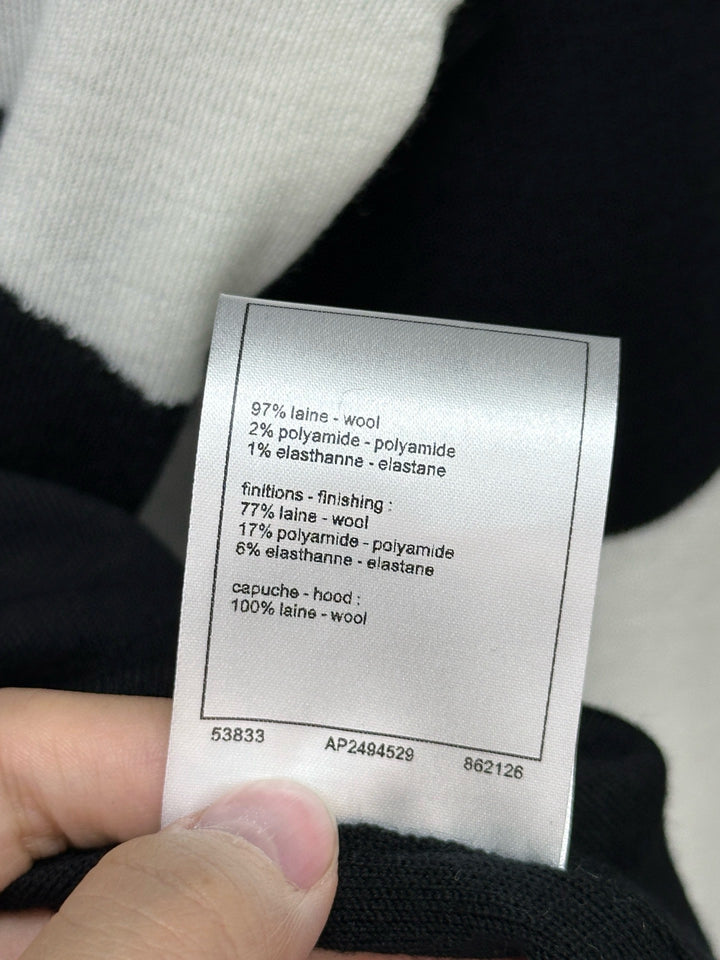 97% laine - wool
2% polyamide - polyamide
1% elasthanne - elastane
finitions - finishing :
77% laine - wool
17% polyamide - polyamide
6% elasthanne - elastane
capuche - hood :
100% laine - wool
53833 AP2494529 862126